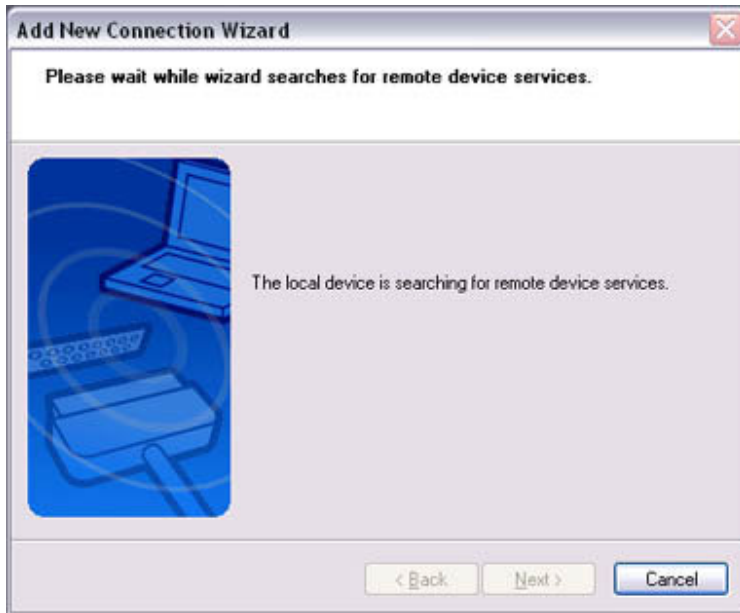 Add New Connection Wizard
Please wait while wizard searches for remote device services.
The local device is searching for remote device services.
< Back
Next >
Cancel